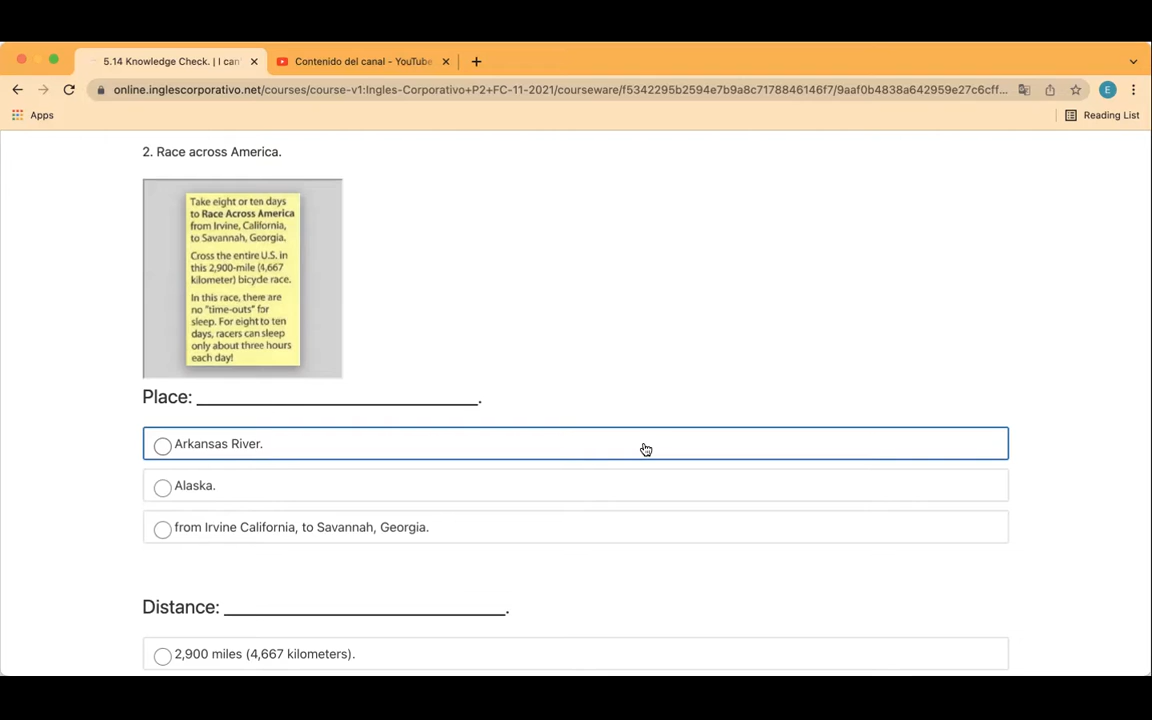 5.14 Knowledge Check. | I can
Contenido del canal - YouTube
online.inglescorporativo.net/courses/course-v1:Ingles-Corporativo+P2+FC-11-2021/courseware/f5342295b2594e7b9a8c7178846146f7/9aaf0b4838a642959e27c6cff...
E
Apps
Reading List
2. Race across America.
Take eight or ten days
to Race Across America
from Irvine, California,
to Savannah, Georgia.
Cross the entire U.S. in
this 2,900-mile (4,667
kilometer) bicycle race.
In this race, there are
no "time-outs" for
sleep. For eight to ten
days, racers can sleep
only about three hours
each day!
Place: ______________________________.
Arkansas River.
Alaska.
from Irvine California, to Savannah, Georgia.
Distance: ______________________________.
2,900 miles (4,667 kilometers).